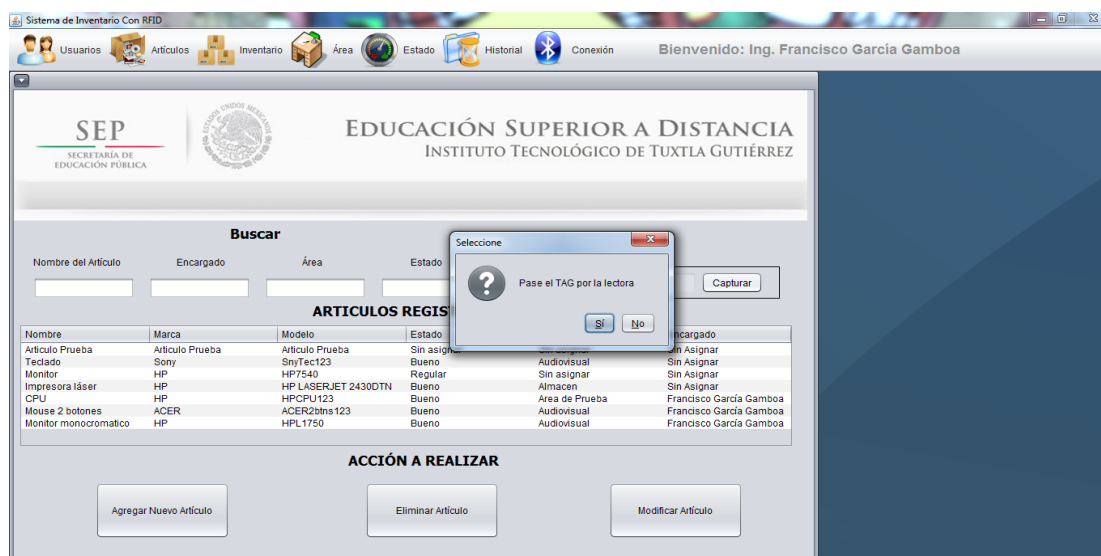 Sistema de Inventario Con RFID
Usuarios Artículos Inventario Área Estado Historial Conexión Bienvenido: Ing. Francisco García Gamboa
SEP
SECRETARÍA DE
EDUCACIÓN PÚBLICA
ESTADOS UNIDOS MEXICANOS
EDUCACIÓN SUPERIOR A DISTANCIA
INSTITUTO TECNOLÓGICO DE TUXTLA GUTIÉRREZ
Buscar
Nombre del Artículo Encargado Área Estado
Capturar
Seleccione
Pase el TAG por la lectora
Sí No
ARTICULOS REGIS
Nombre Marca Modelo Estado ncargado
Articulo Prueba Articulo Prueba Articulo Prueba Sin asignar Sin Asignar
Teclado Sony SnyTec123 Bueno Audiovisual Sin Asignar
Monitor HP HP7540 Regular Sin asignar Sin Asignar
Impresora láser HP HP LASERJET 2430DTN Bueno Almacen Sin Asignar
CPU HP HPCPU123 Bueno Area de Prueba Francisco García Gamboa
Mouse 2 botones ACER ACER2btns123 Bueno Audiovisual Francisco García Gamboa
Monitor monocromatico HP HPL1750 Bueno Audiovisual Francisco García Gamboa
ACCIÓN A REALIZAR
Agregar Nuevo Artículo Eliminar Artículo Modificar Artículo